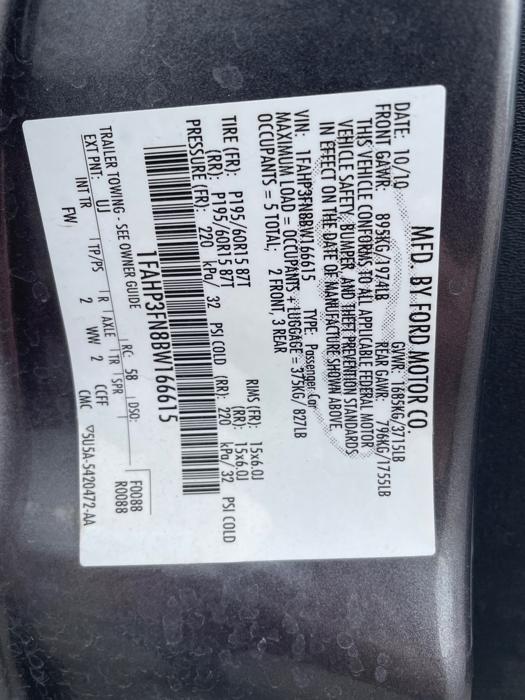 MFD. BY FORD MOTOR CO.
DATE: 10/10 GVWR: 1685KG/3715LB
FRONT GAWR: 895KG/1974LB REAR GAWR: 796KG/1755LB
THIS VEHICLE CONFORMS TO ALL APPLICABLE FEDERAL MOTOR
VEHICLE SAFETY, BUMPER, AND THEFT PREVENTION STANDARDS
IN EFFECT ON THE DATE OF MANUFACTURE SHOWN ABOVE.
VIN: 1FAHP3FN8BW166615 TYPE: Passenger Car
MAXIMUM LOAD = OCCUPANTS + LUGGAGE = 375KG/827LB
OCCUPANTS = 5 TOTAL; 2 FRONT, 3 REAR
TIRE (FR): P195/60R15 87T RIMS (FR): 15x6.0J
(RR): P195/60R15 87T (RR): 15x6.0J
PRESSURE (FR): 220 kPa/ 32 PSI COLD (RR): 220 kPa/ 32 PSI COLD
1FAHP3FN8BW166615
TRAILER TOWING - SEE OWNER GUIDE F0088
R0088
EXT PNT: UJ RC: 58 DSO:
INT TR TP/PS R AXLE TR SPR
FW 2 WW 2 CCFF
CMC ▽5U5A-5420472-AA